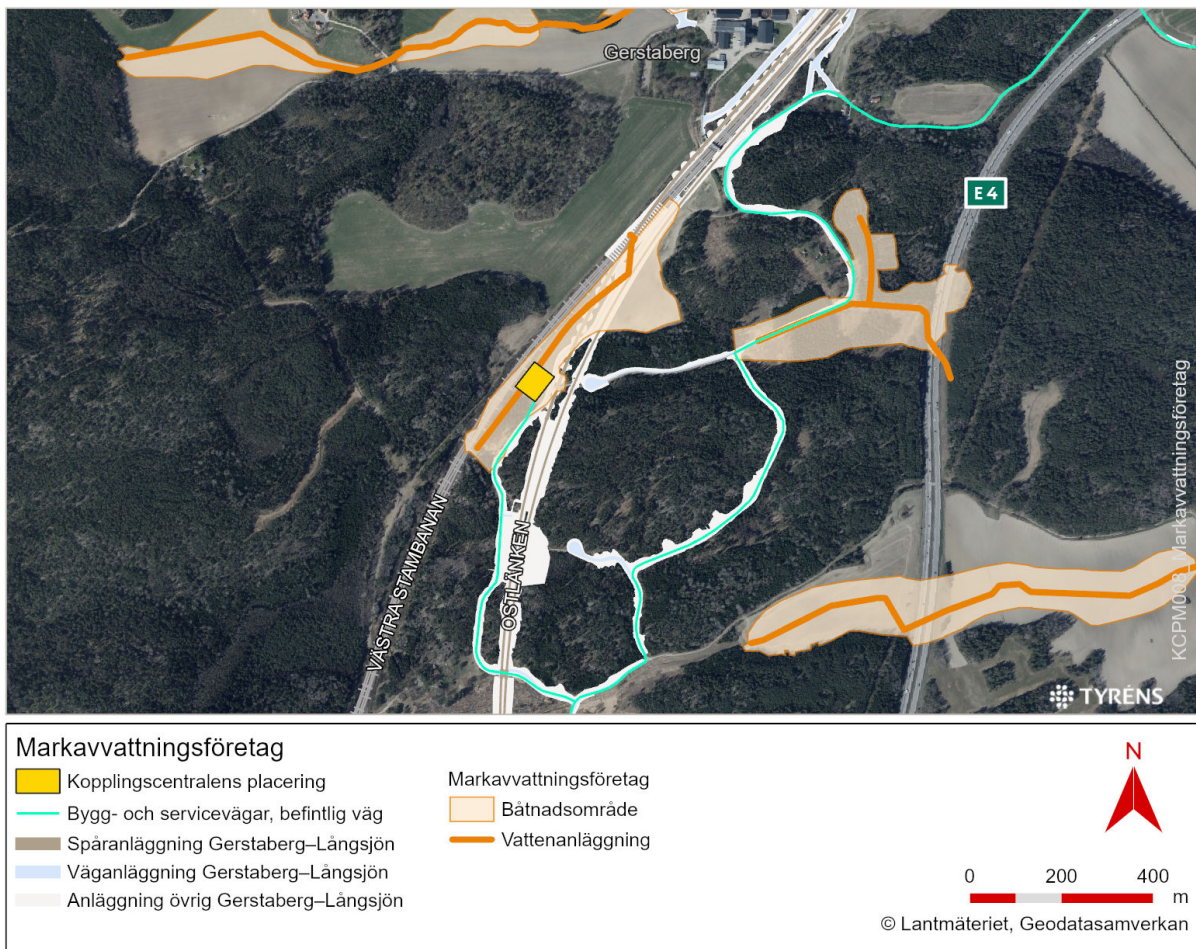 Gerstaberg
E 4
VÄSTRA STAMBANAN
OSTLÄNKEN
KCPM008_Markavvattningsföretag
TYRÉNS
Markavvattningsföretag
Kopplingscentralens placering
Bygg- och servicevägar, befintlig väg
Spåranläggning Gerstaberg–Långsjön
Väganläggning Gerstaberg–Långsjön
Anläggning övrig Gerstaberg–Långsjön
Markavvattningsföretag
Båtnadsområde
Vattenanläggning
N
0 200 400
m
© Lantmäteriet, Geodatasamverkan